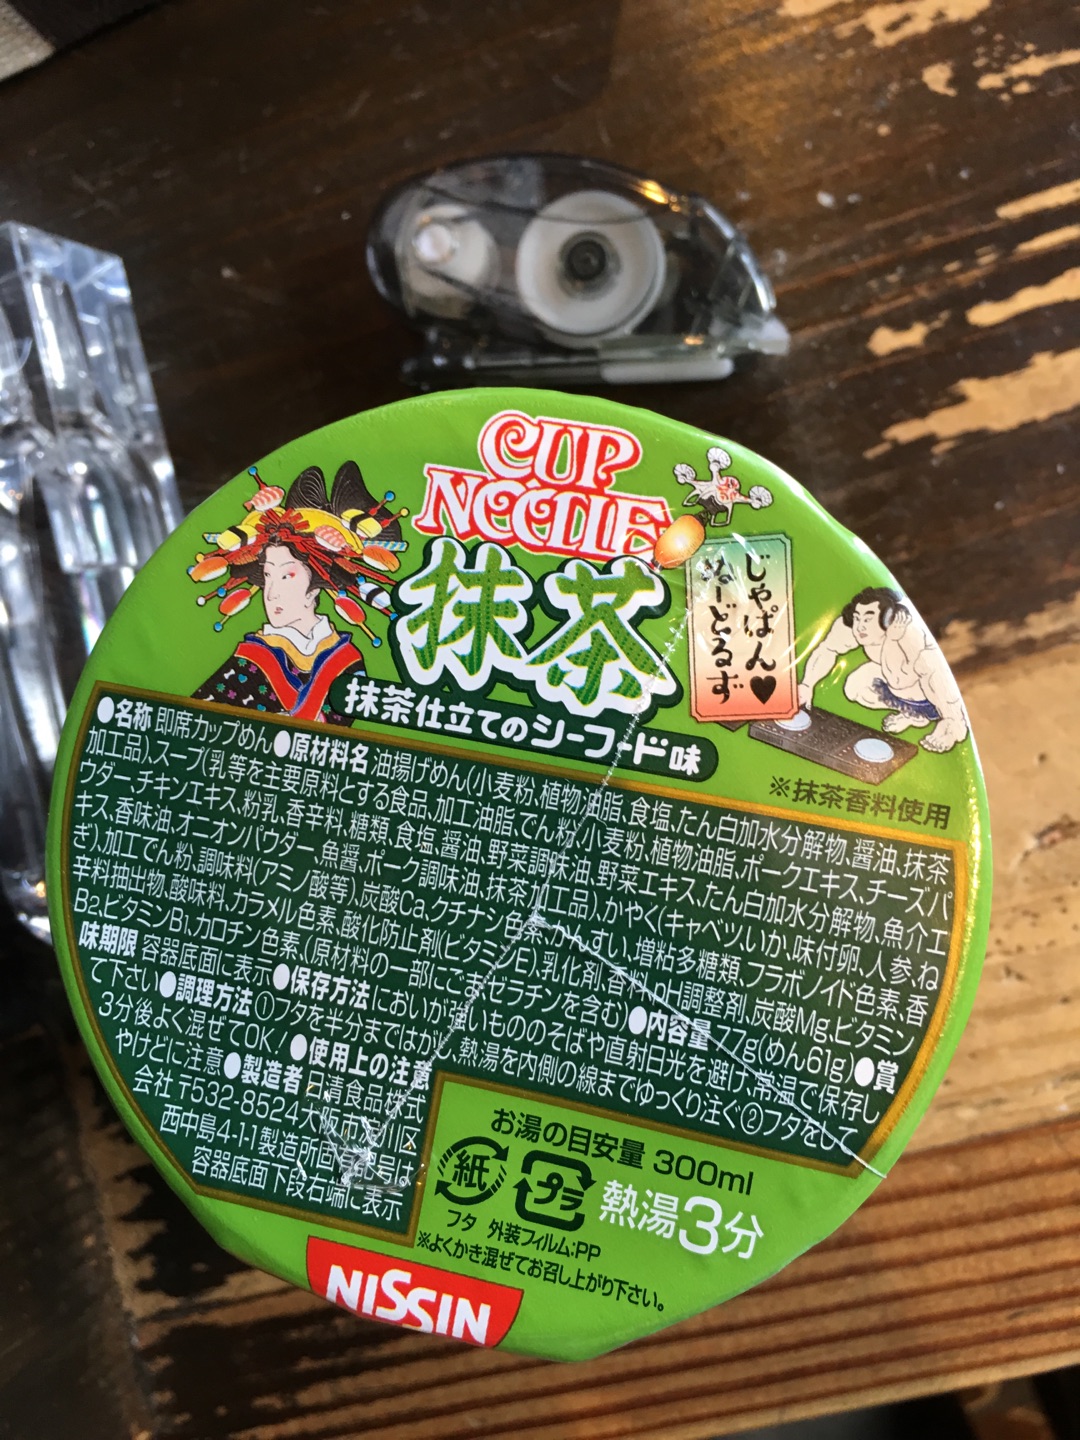 CUP
NOODLE
抹茶
じゃぱん♥
ぬーどるず
抹茶仕立てのシーフード味
※抹茶香料使用
●名称 即席カップめん●原材料名 油揚げめん(小麦粉、植物油脂、食塩、たん白加水分解物、醤油、抹茶
加工品)、スープ(乳等を主要原料とする食品、加工油脂、でん粉、小麦粉、植物油脂、ポークエキス、チーズパ
ウダー、チキンエキス、粉乳、香辛料、糖類、食塩、醤油、野菜調味油、野菜エキス、たん白加水分解物、魚介エ
キス、香味油、オニオンパウダー、魚醤、ポーク調味油、抹茶加工品)、かやく(キャベツ、いか、味付卵、人参、ね
ぎ)、加工でん粉、調味料(アミノ酸等)、炭酸Ca、クチナシ色素、かんすい、増粘多糖類、フラボノイド色素、香
辛料抽出物、酸味料、カラメル色素、酸化防止剤(ビタミンE)、乳化剤、香料、pH調整剤、炭酸Mg、ビタミン
B2、ビタミンB1、カロチン色素、(原材料の一部にごま、ゼラチンを含む)●内容量 77g(めん61g)●賞
味期限 容器底面に表示●保存方法 においが強いもののそばや直射日光を避け、常温で保存し
て下さい●調理方法 ①フタを半分まではがし、熱湯を内側の線までゆっくり注ぐ②フタをして
3分後よく混ぜてOK!●使用上の注意
やけどに注意●製造者 日清食品株式
会社 〒532-8524大阪市淀川区
西中島4-1-1製造所固有記号は
容器底面下段右端に表示
お湯の目安量 300ml
紙
プラ
熱湯3分
フタ 外装フィルム:PP
※よくかき混ぜてお召し上がり下さい。
NISSIN